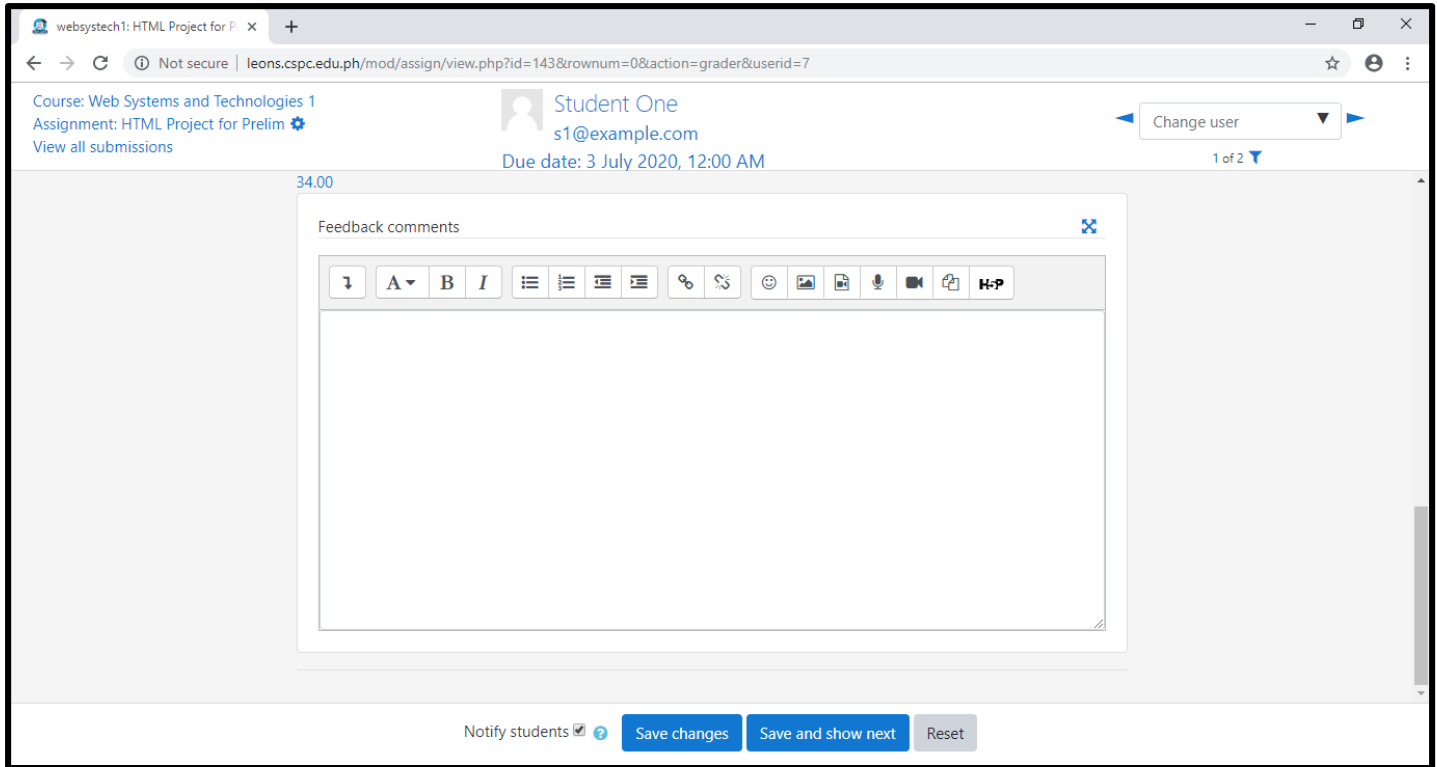 websystech1: HTML Project for P
Not secure | leons.cspc.edu.ph/mod/assign/view.php?id=143&rownum=0&action=grader&userid=7
Course: Web Systems and Technologies 1
Assignment: HTML Project for Prelim
View all submissions
Student One
s1@example.com
Due date: 3 July 2020, 12:00 AM
Change user
1 of 2
34.00
Feedback comments
A B I H5P
Notify students Save changes Save and show next Reset